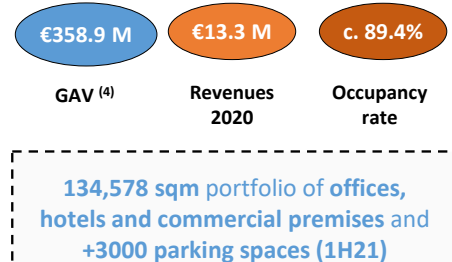 €358.9 M €13.3 M c. 89.4%
GAV (4) Revenues Occupancy
2020 rate
134,578 sqm portfolio of offices,
hotels and commercial premises and
+3000 parking spaces (1H21)